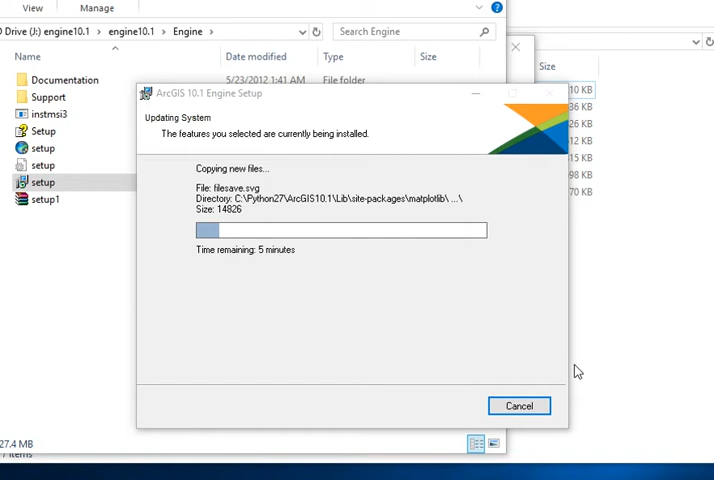 View Manage
D Drive (J:) engine10.1 › engine10.1 › Engine Search Engine
Name Date modified Type Size Size
Documentation 5/23/2012 1:41 AM File folder
Support
instmsi3
Setup
setup
setup
setup
setup1
10 KB
36 KB
26 KB
12 KB
15 KB
98 KB
70 KB
ArcGIS 10.1 Engine Setup
Updating System
The features you selected are currently being installed.
Copying new files...
File: filesave.svg
Directory: C:\Python27\ArcGIS10.1\Lib\site-packages\matplotlib\ ...\
Size: 14826
Time remaining: 5 minutes
Cancel
27.4 MB
7 items